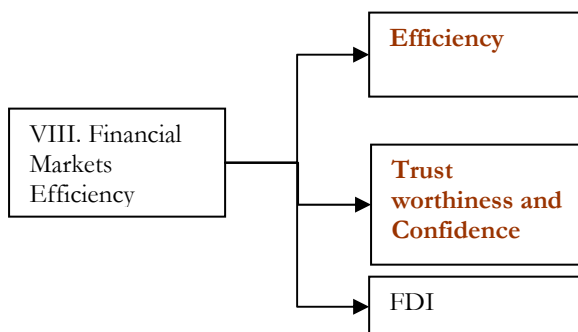 Efficiency
VIII. Financial
Markets
Efficiency
Trust
worthiness and
Confidence
FDI